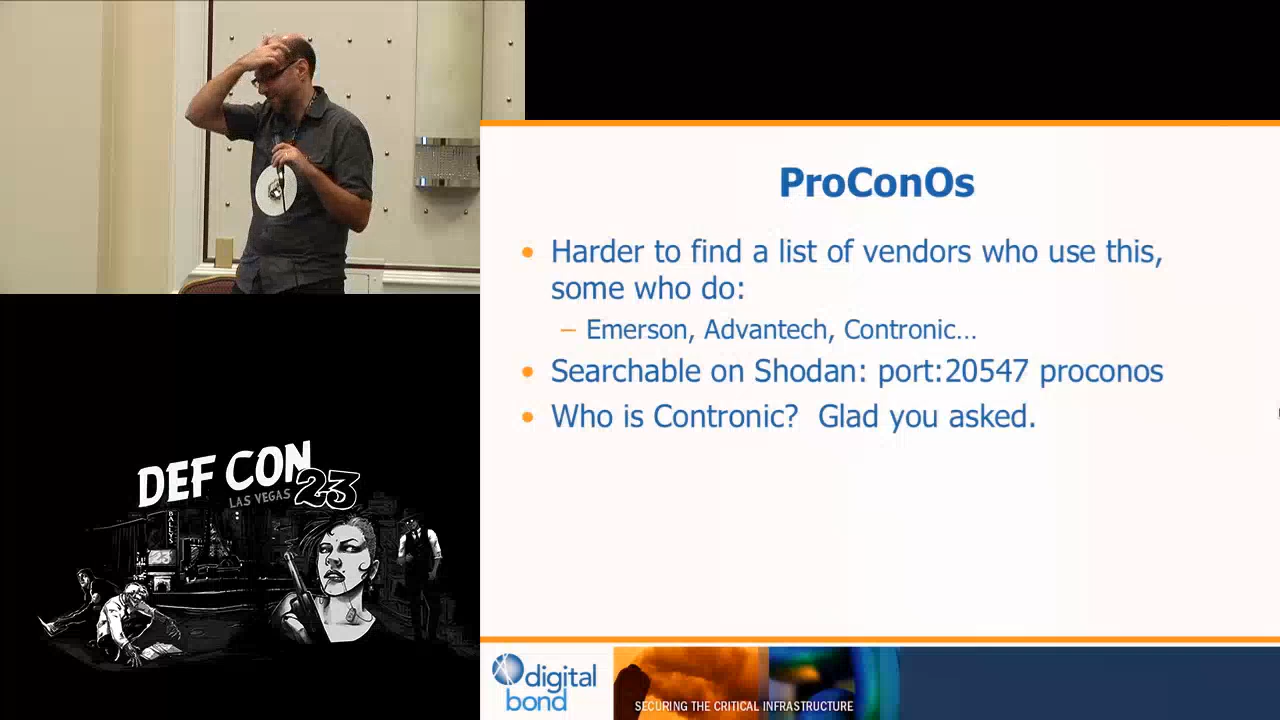 ProConOs
• Harder to find a list of vendors who use this,
some who do:
– Emerson, Advantech, Contronic…
• Searchable on Shodan: port:20547 proconos
• Who is Contronic?  Glad you asked.
DEF CON
23
LAS VEGAS
BALLYS
23
digital
bond
SECURING THE CRITICAL INFRASTRUCTURE